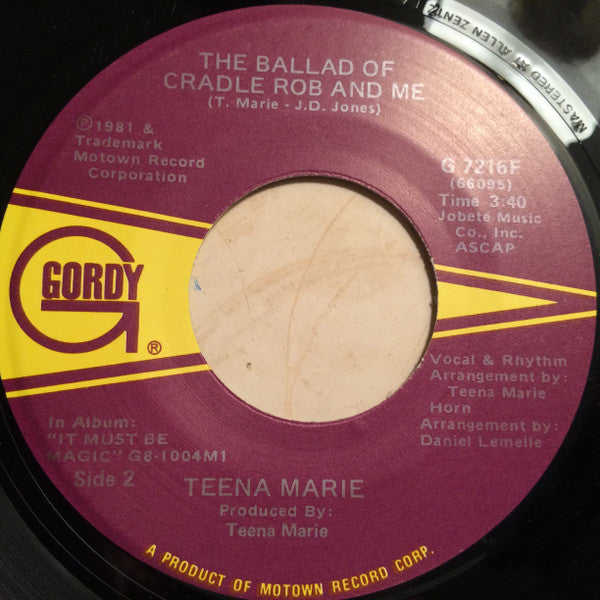 THE BALLAD OF
CRADLE ROB AND ME
(T. Marie - J.D. Jones)
℗1981 &
Trademark
Motown Record
Corporation
G 7216F
(66095)
Time 3:40
Jobete Music
Co., Inc.
ASCAP
MASTERED AT ALLEN ZENTZ
GORDY
G
®
Vocal & Rhythm
Arrangement by:
Teena Marie
Horn
Arrangement by:
Daniel Lemelle
In Album:
"IT MUST BE
MAGIC" G8-1004M1
Side 2
TEENA MARIE
Produced By:
Teena Marie
A PRODUCT OF MOTOWN RECORD CORP.